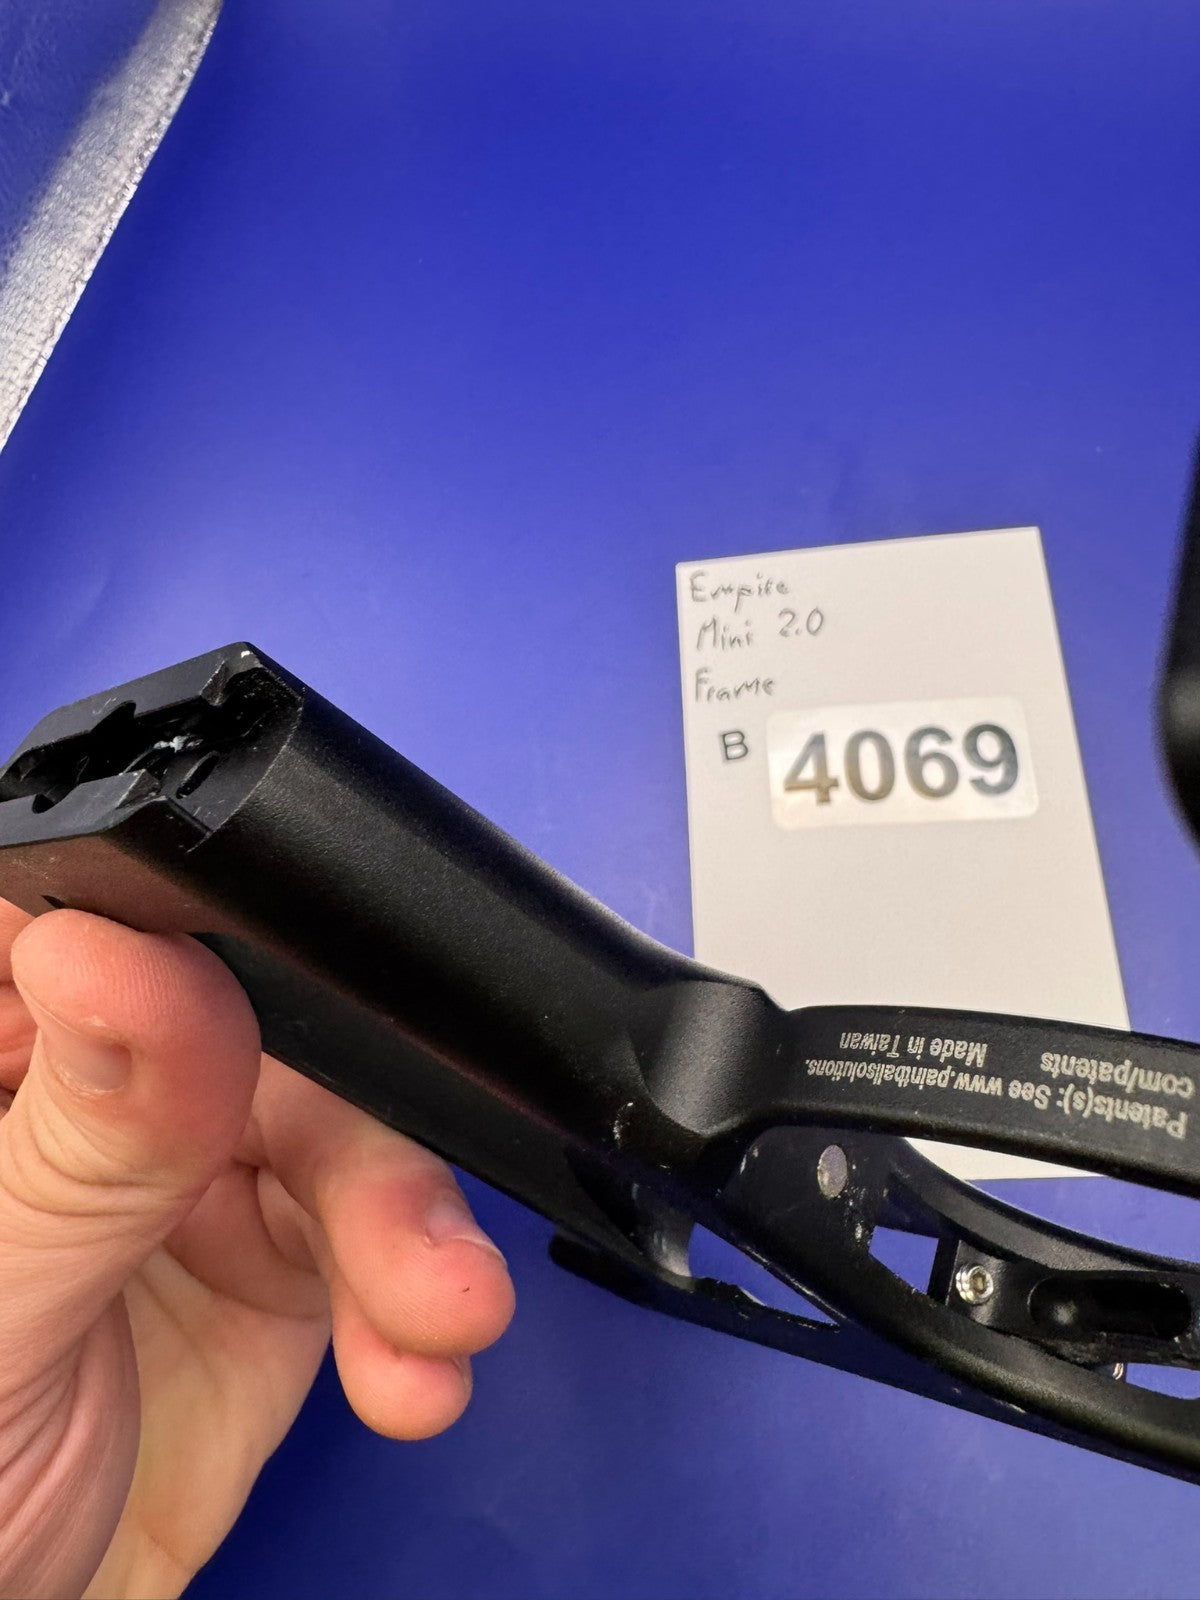 Empire
Mini 2.0
Frame
B 4069
Patents(s): See www.paintballsolutions.
com/patents Made in Taiwan